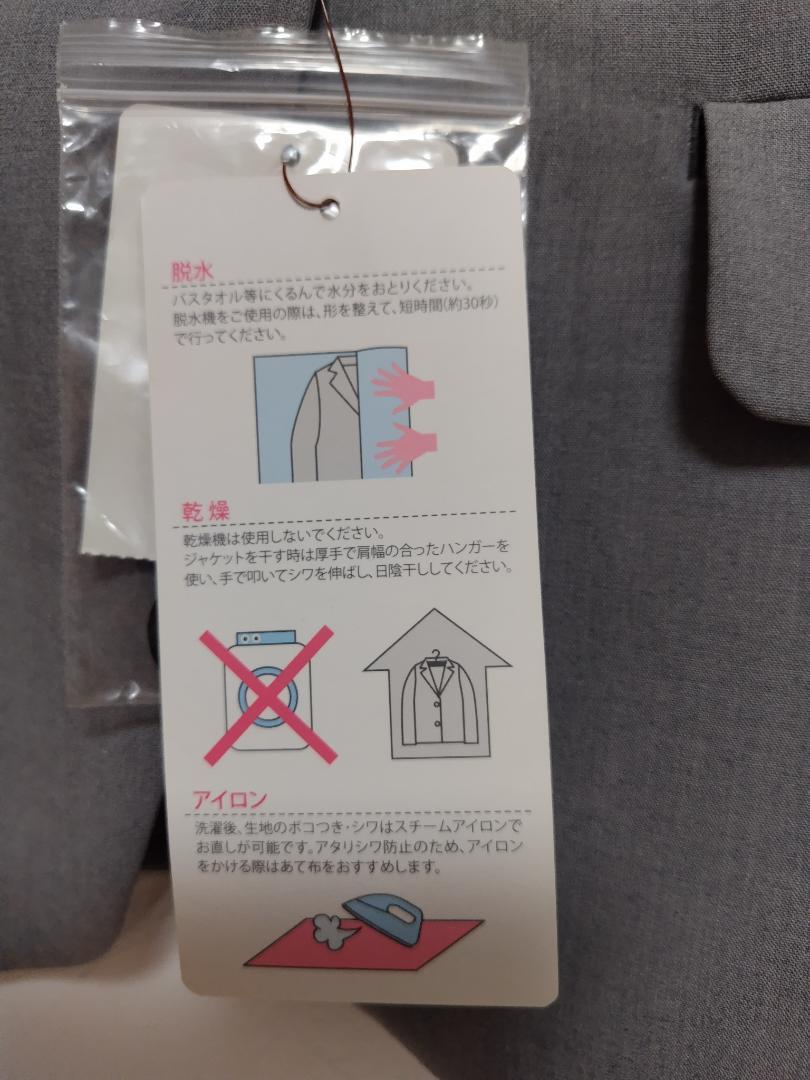 脱水
バスタオル等にくるんで水分をおとりください。
脱水機をご使用の際は、形を整えて、短時間(約30秒)
で行ってください。
乾燥
乾燥機は使用しないでください。
ジャケットを干す時は厚手で肩幅の合ったハンガーを
使い、手で叩いてシワを伸ばし、日陰干ししてください。
アイロン
洗濯後、生地のボコつき・シワはスチームアイロンで
お直しが可能です。アタリシワ防止のため、アイロン
をかける際はあて布をおすすめします。